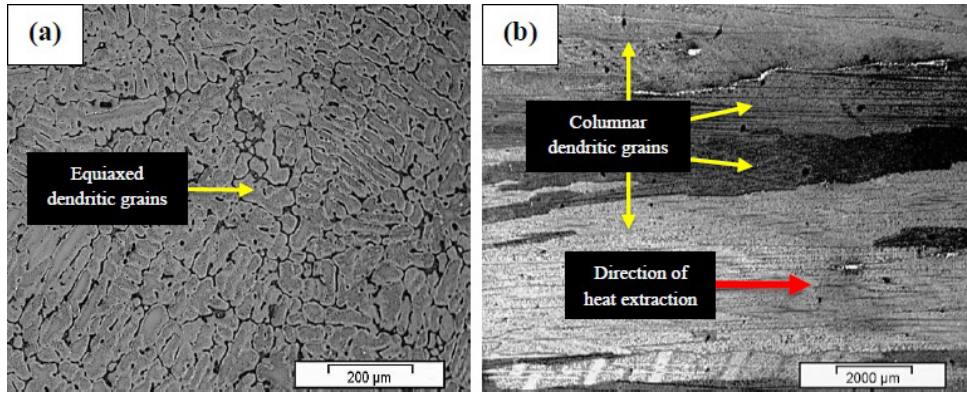 (a)
Equiaxed
dendritic grains
200 µm
(b)
Columnar
dendritic grains
Direction of
heat extraction
2000 µm